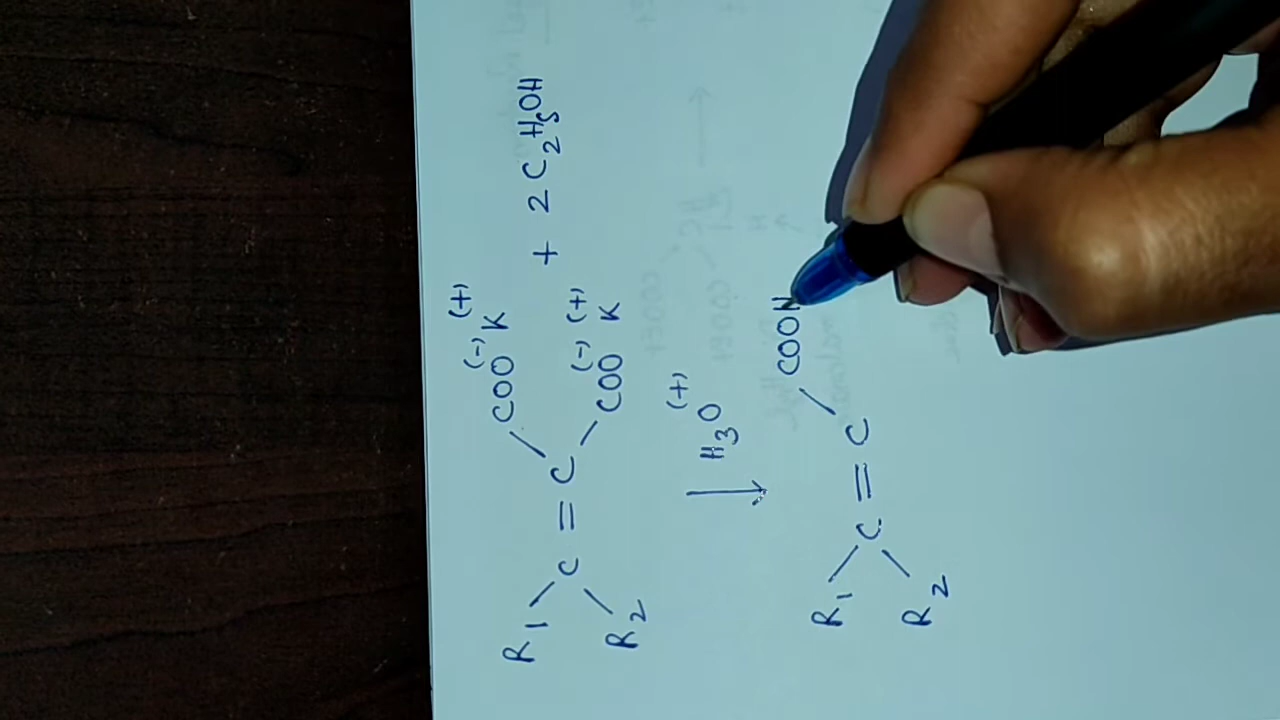 (-) (+)
R1 COO K
C = C + 2 C2H5OH
(-) (+)
R2 COO K
(+)
H3O
R1 COOH
C = C
R2